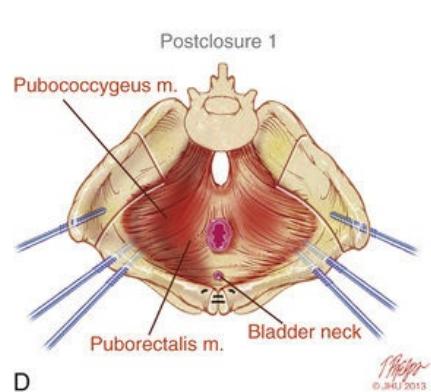 Postclosure 1
Pubococcygeus m.
Bladder neck
Puborectalis m.
D
© JHU 2013